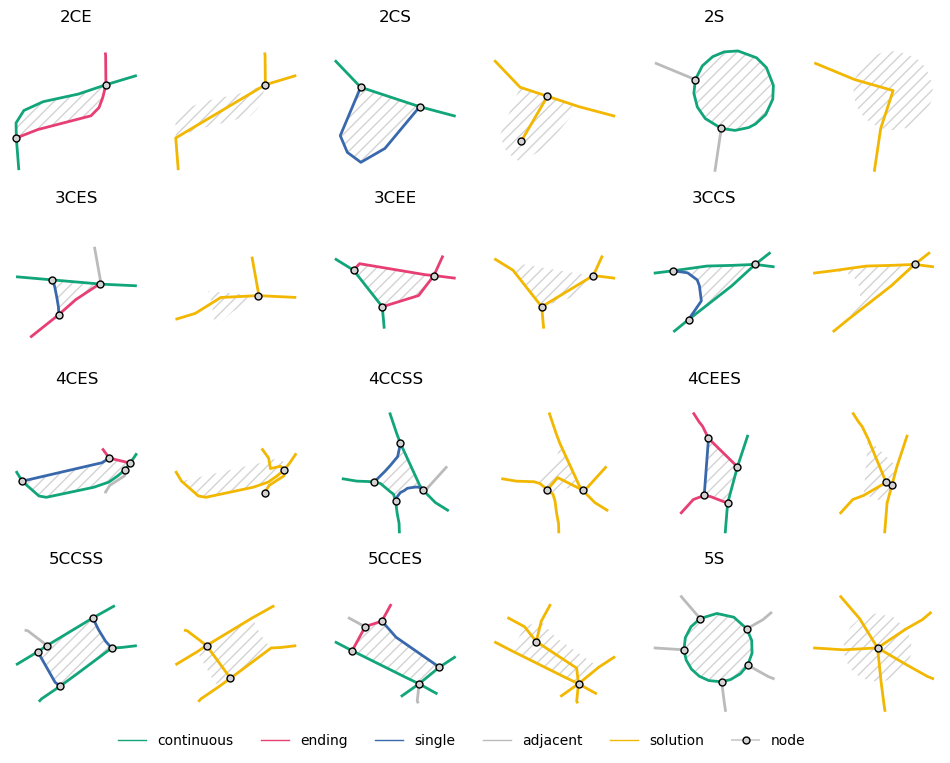 2CE 2CS 2S
3CES 3CEE 3CCS
4CES 4CCSS 4CEES
5CCSS 5CCES 5S
continuous ending single adjacent solution node